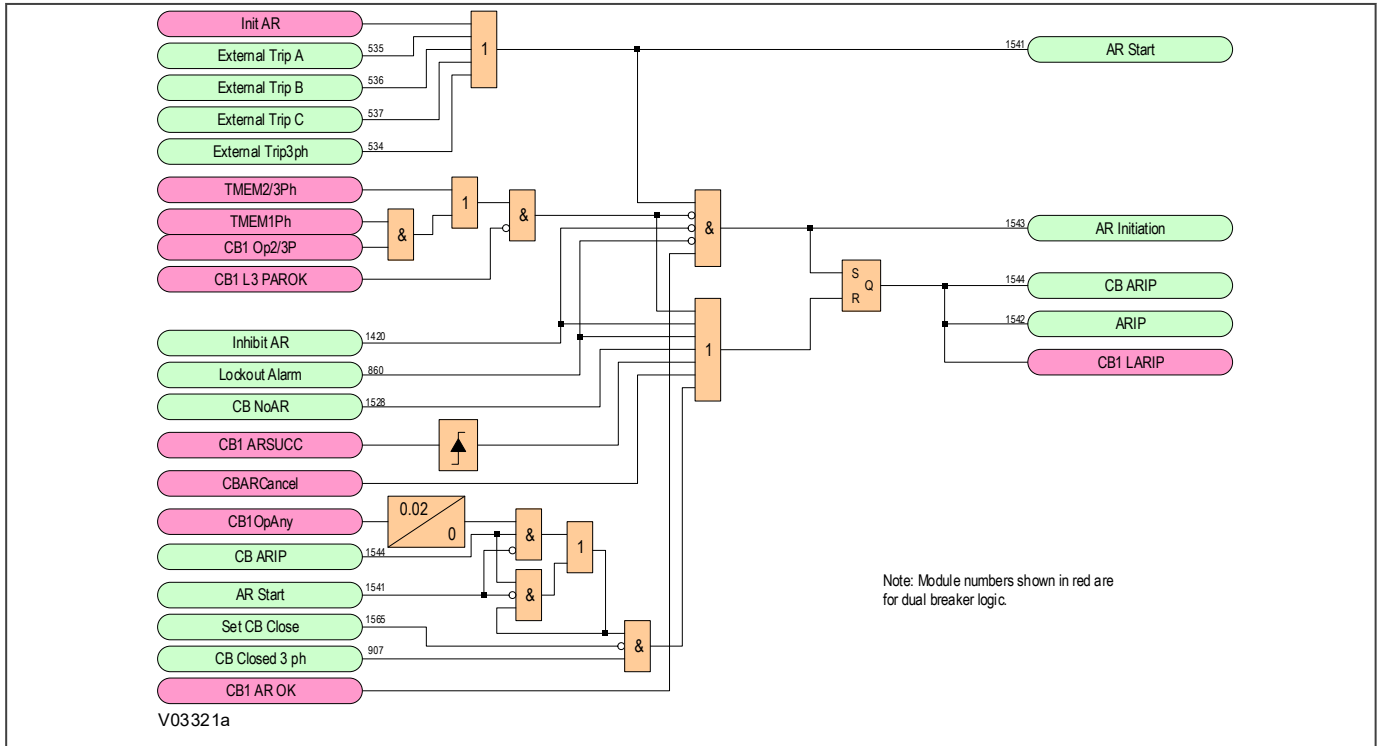 Init AR
External Trip A
535
External Trip B
536
External Trip C
537
External Trip3ph
534
1
1541
AR Start
TMEM2/3Ph
TMEM1Ph
CB1 Op2/3P
CB1 L3 PAROK
&
1
&
&
1543
AR Initiation
Inhibit AR
1420
Lockout Alarm
860
CB NoAR
1528
CB1 ARSUCC
CBARCancel
1
S
Q
R
1544
CB ARIP
1542
ARIP
CB1 LARIP
CB1OpAny
0.02
0
CB ARIP
1544
AR Start
1541
Set CB Close
1565
CB Closed 3 ph
907
CB1 AR OK
&
&
1
&
Note: Module numbers shown in red are
for dual breaker logic.
V03321a